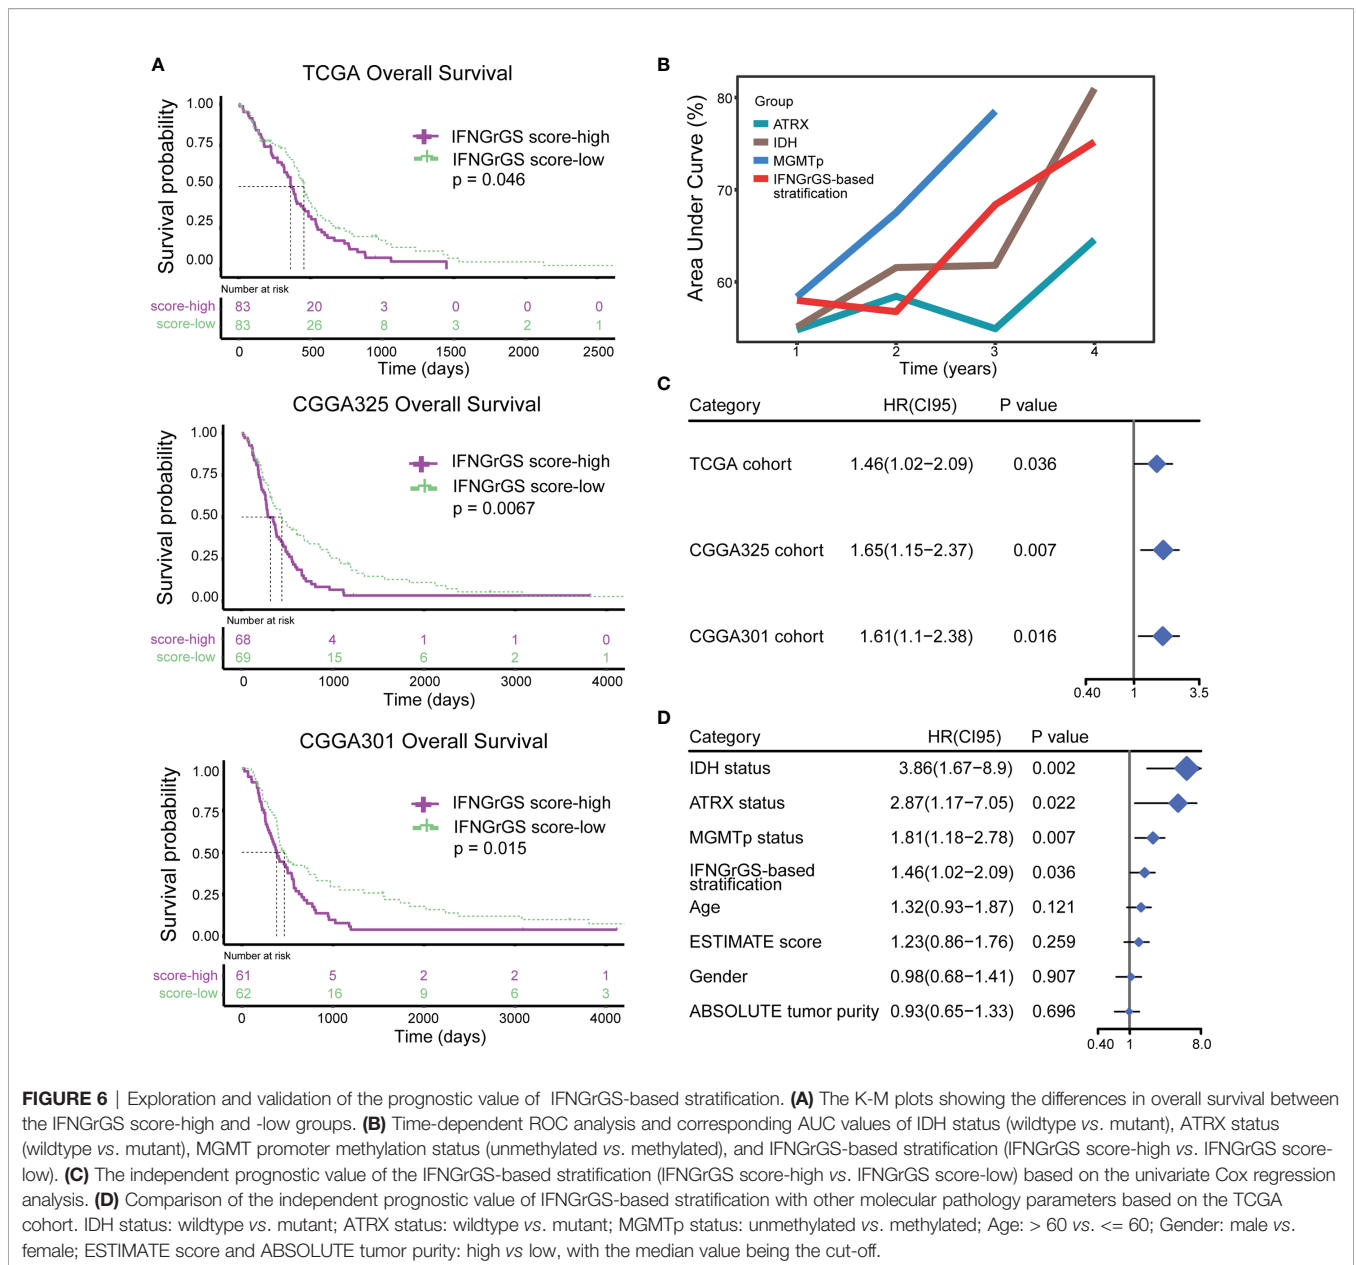 A
TCGA Overall Survival
Survival probability
1.00
0.75
0.50
0.25
0.00
IFNGrGS score-high
IFNGrGS score-low
p = 0.046
Number at risk
score-high 83 20 3 0 0 0
score-low 83 26 8 3 2 1
0 500 1000 1500 2000 2500
Time (days)
CGGA325 Overall Survival
Survival probability
1.00
0.75
0.50
0.25
0.00
IFNGrGS score-high
IFNGrGS score-low
p = 0.0067
Number at risk
score-high 68 4 1 1 0
score-low 69 15 6 2 1
0 1000 2000 3000 4000
Time (days)
CGGA301 Overall Survival
Survival probability
1.00
0.75
0.50
0.25
0.00
IFNGrGS score-high
IFNGrGS score-low
p = 0.015
Number at risk
score-high 61 5 2 2 1
score-low 62 16 9 6 3
0 1000 2000 3000 4000
Time (days)
B
Area Under Curve (%)
80
70
60
Group
ATRX
IDH
MGMTp
IFNGrGS-based
stratification
1 2 3 4
Time (years)
C
Category HR(CI95) P value
TCGA cohort 1.46(1.02−2.09) 0.036
CGGA325 cohort 1.65(1.15−2.37) 0.007
CGGA301 cohort 1.61(1.1−2.38) 0.016
0.40 1 3.5
D
Category HR(CI95) P value
IDH status 3.86(1.67−8.9) 0.002
ATRX status 2.87(1.17−7.05) 0.022
MGMTp status 1.81(1.18−2.78) 0.007
IFNGrGS-based
stratification 1.46(1.02−2.09) 0.036
Age 1.32(0.93−1.87) 0.121
ESTIMATE score 1.23(0.86−1.76) 0.259
Gender 0.98(0.68−1.41) 0.907
ABSOLUTE tumor purity 0.93(0.65−1.33) 0.696
0.40 1 8.0
FIGURE 6 | Exploration and validation of the prognostic value of IFNGrGS-based stratification. (A) The K-M plots showing the differences in overall survival between
the IFNGrGS score-high and -low groups. (B) Time-dependent ROC analysis and corresponding AUC values of IDH status (wildtype vs. mutant), ATRX status
(wildtype vs. mutant), MGMT promoter methylation status (unmethylated vs. methylated), and IFNGrGS-based stratification (IFNGrGS score-high vs. IFNGrGS score-
low). (C) The independent prognostic value of the IFNGrGS-based stratification (IFNGrGS score-high vs. IFNGrGS score-low) based on the univariate Cox regression
analysis. (D) Comparison of the independent prognostic value of IFNGrGS-based stratification with other molecular pathology parameters based on the TCGA
cohort. IDH status: wildtype vs. mutant; ATRX status: wildtype vs. mutant; MGMTp status: unmethylated vs. methylated; Age: > 60 vs. <= 60; Gender: male vs.
female; ESTIMATE score and ABSOLUTE tumor purity: high vs low, with the median value being the cut-off.